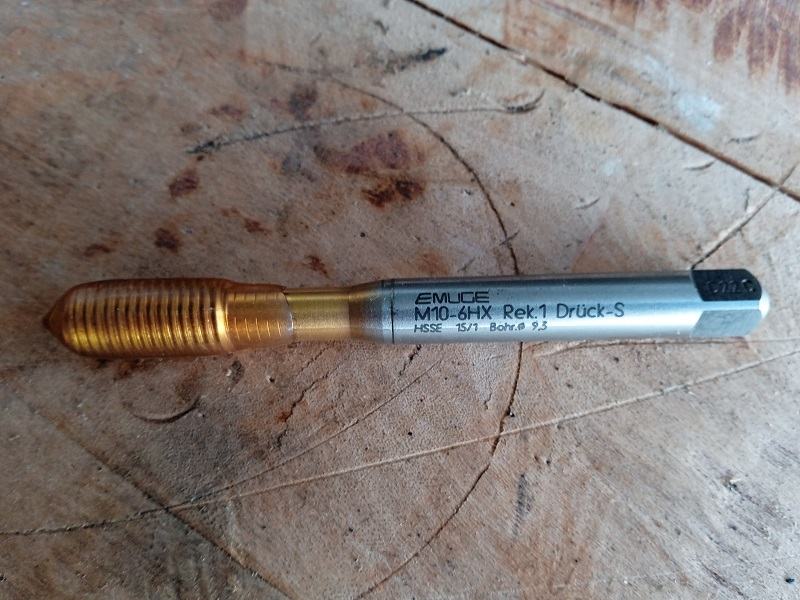 EMUGE
M10-6HX Rek.1 Drück-S
HSSE 15/1 Bohr.ø 9,3